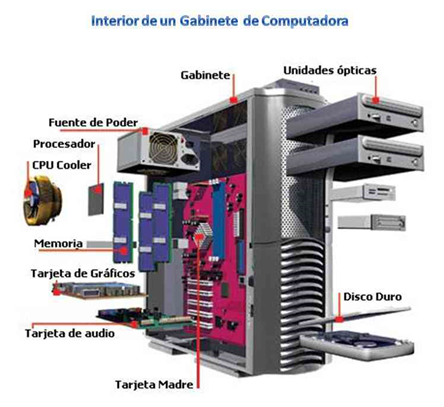 Interior de un Gabinete de Computadora
Gabinete
Unidades ópticas
Fuente de Poder
Procesador
CPU Cooler
Memoria
Tarjeta de Gráficos
Disco Duro
Tarjeta de audio
Tarjeta Madre